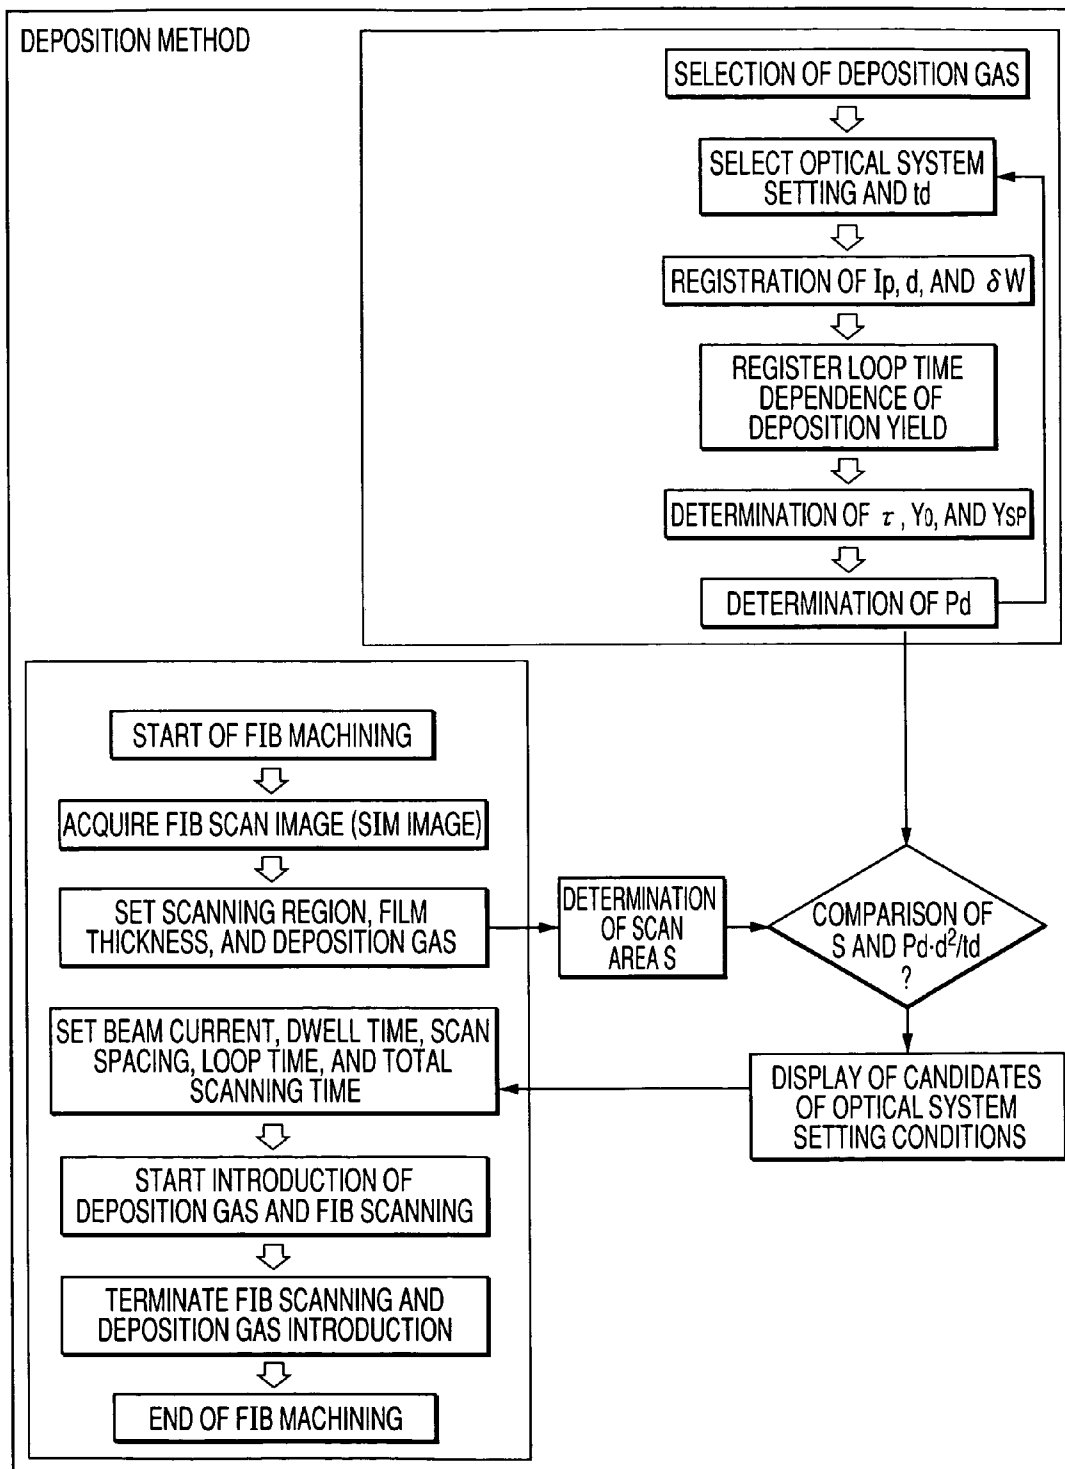 DEPOSITION METHOD
SELECTION OF DEPOSITION GAS
SELECT OPTICAL SYSTEM
SETTING AND td
REGISTRATION OF Ip, d, AND δW
REGISTER LOOP TIME
DEPENDENCE OF
DEPOSITION YIELD
DETERMINATION OF τ, Y0, AND YSP
DETERMINATION OF Pd
START OF FIB MACHINING
ACQUIRE FIB SCAN IMAGE (SIM IMAGE)
SET SCANNING REGION, FILM
THICKNESS, AND DEPOSITION GAS
DETERMINATION
OF SCAN
AREA S
COMPARISON OF
S AND Pd·d²/td
?
SET BEAM CURRENT, DWELL TIME, SCAN
SPACING, LOOP TIME, AND TOTAL
SCANNING TIME
DISPLAY OF CANDIDATES
OF OPTICAL SYSTEM
SETTING CONDITIONS
START INTRODUCTION OF
DEPOSITION GAS AND FIB SCANNING
TERMINATE FIB SCANNING AND
DEPOSITION GAS INTRODUCTION
END OF FIB MACHINING